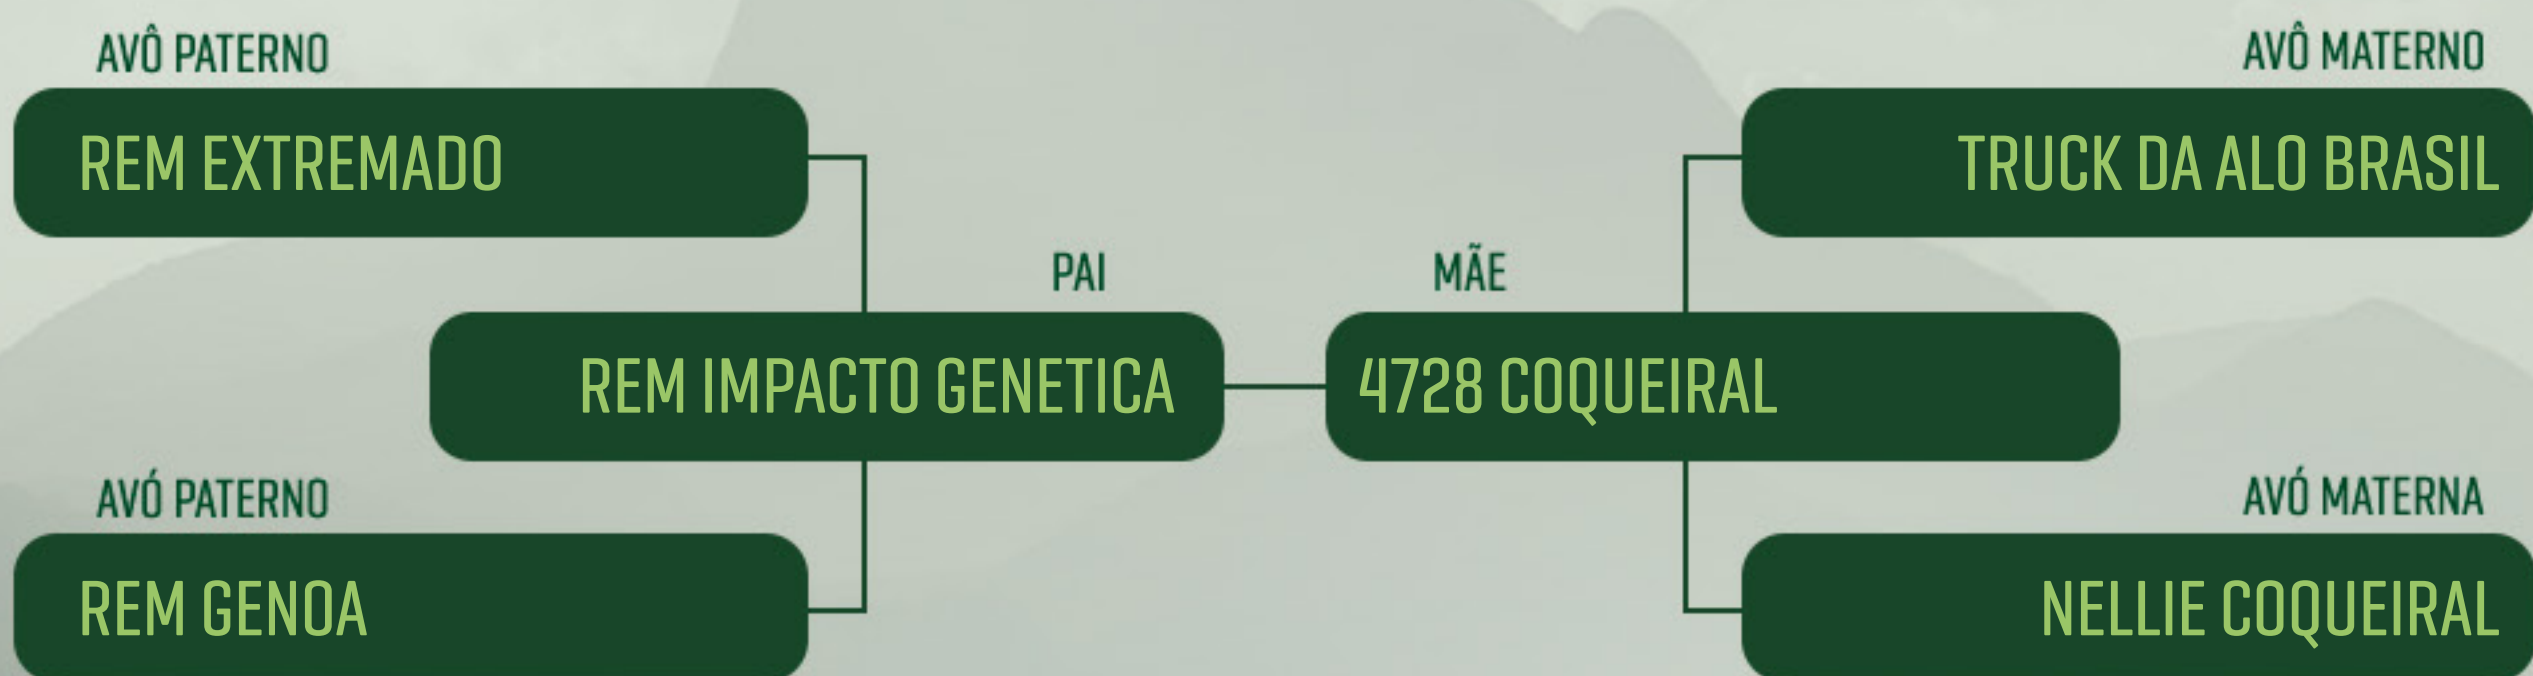 AVÔ PATERNO
AVÔ MATERNO
REM EXTREMADO
TRUCK DA ALO BRASIL
PAI
MÃE
REM IMPACTO GENETICA
4728 COQUEIRAL
AVÓ PATERNO
AVÓ MATERNA
REM GENOA
NELLIE COQUEIRAL